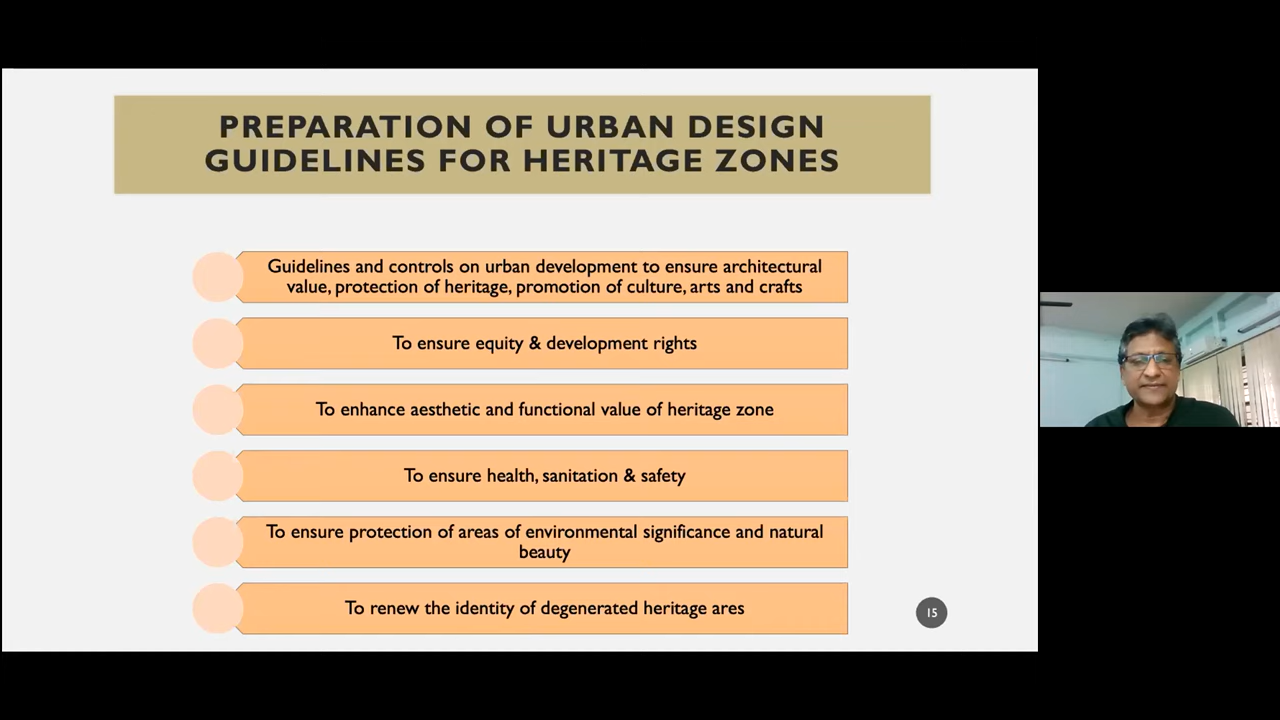 PREPARATION OF URBAN DESIGN
GUIDELINES FOR HERITAGE ZONES
Guidelines and controls on urban development to ensure architectural
value, protection of heritage, promotion of culture, arts and crafts
To ensure equity & development rights
To enhance aesthetic and functional value of heritage zone
To ensure health, sanitation & safety
To ensure protection of areas of environmental significance and natural
beauty
To renew the identity of degenerated heritage ares
15